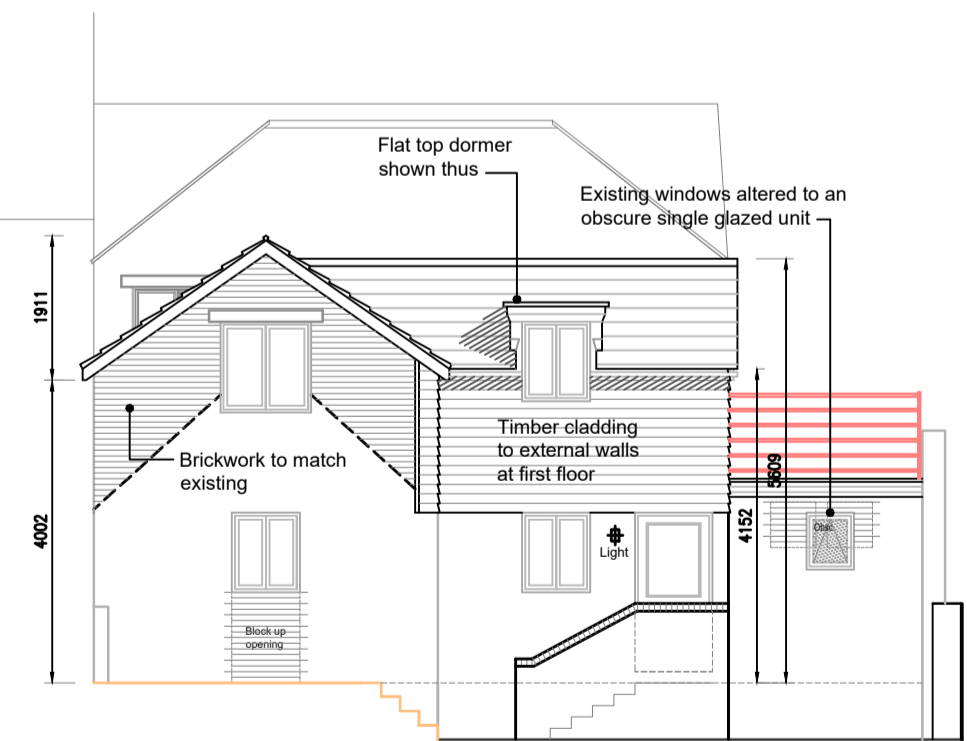 Flat top dormer
shown thus
Existing windows altered to an
obscure single glazed unit
1911
Brickwork to match
existing
Timber cladding
to external walls
at first floor
5609
4002
4152
Obsc
Light
Block up
opening